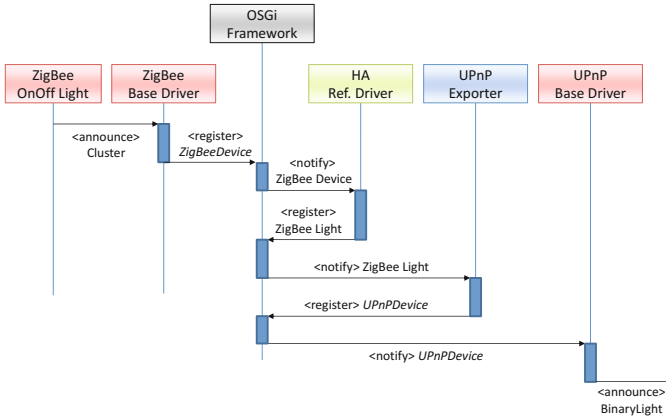 OSGi
Framework
ZigBee
OnOff Light
ZigBee
Base Driver
HA
Ref. Driver
UPnP
Exporter
UPnP
Base Driver
<announce>
Cluster
<register>
ZigBeeDevice
<notify>
ZigBee Device
<register>
ZigBee Light
<notify> ZigBee Light
<register> UPnPDevice
<notify> UPnPDevice
<announce>
BinaryLight